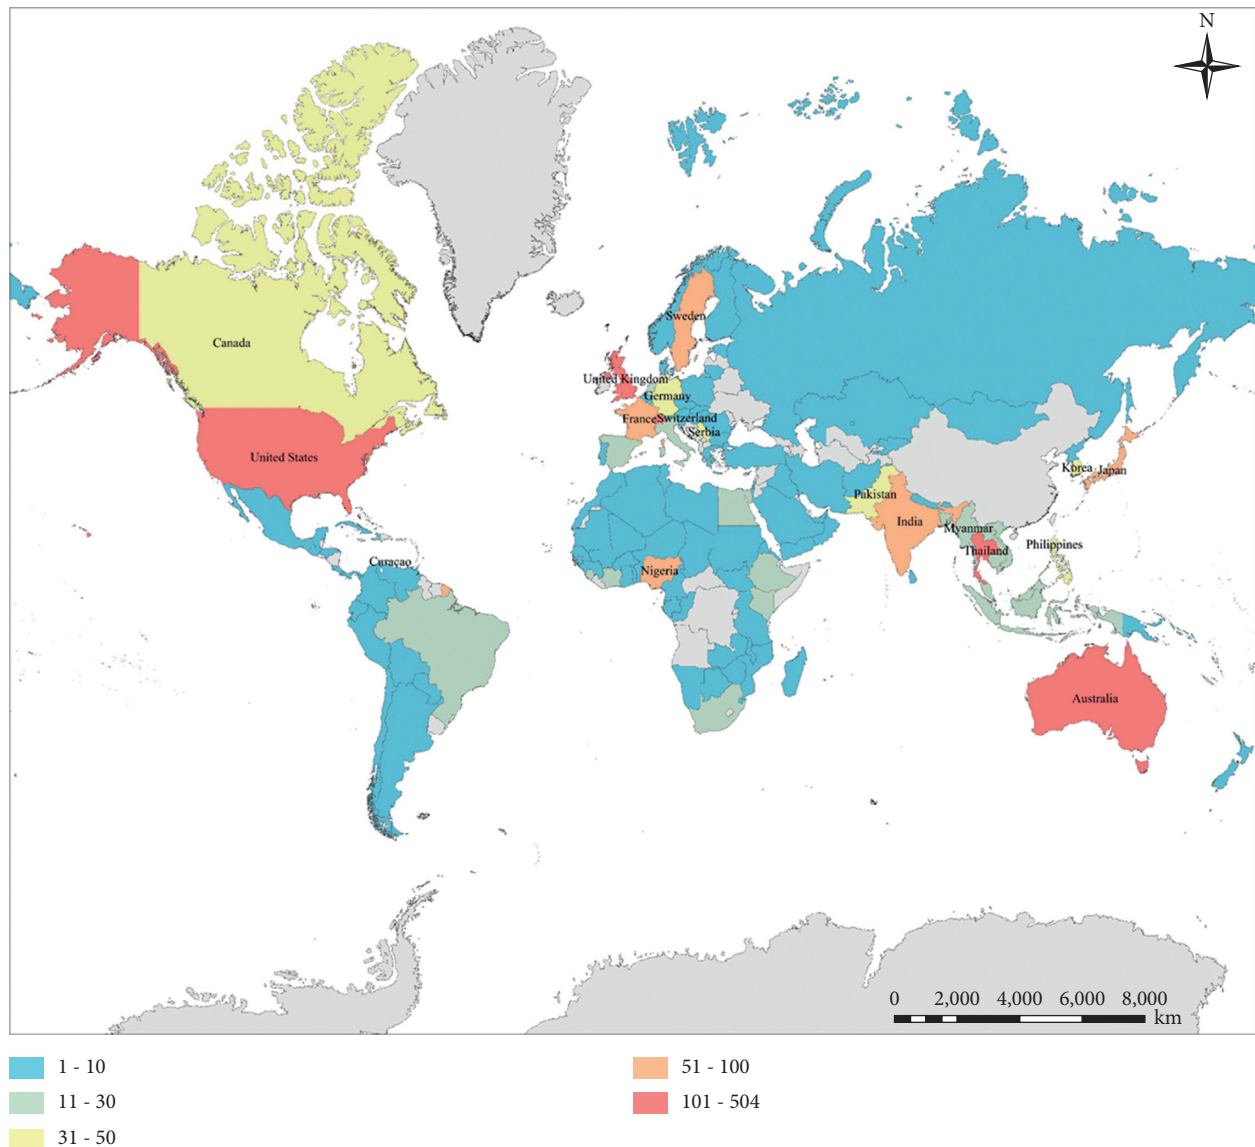 N
Canada
Sweden
United Kingdom
Germany
France
Switzerland
Serbia
United States
Korea
Japan
Pakistan
India
Myanmar
Thailand
Philippines
Curaçao
Nigeria
Australia
0 2,000 4,000 6,000 8,000
km
1 - 10
11 - 30
31 - 50
51 - 100
101 - 504